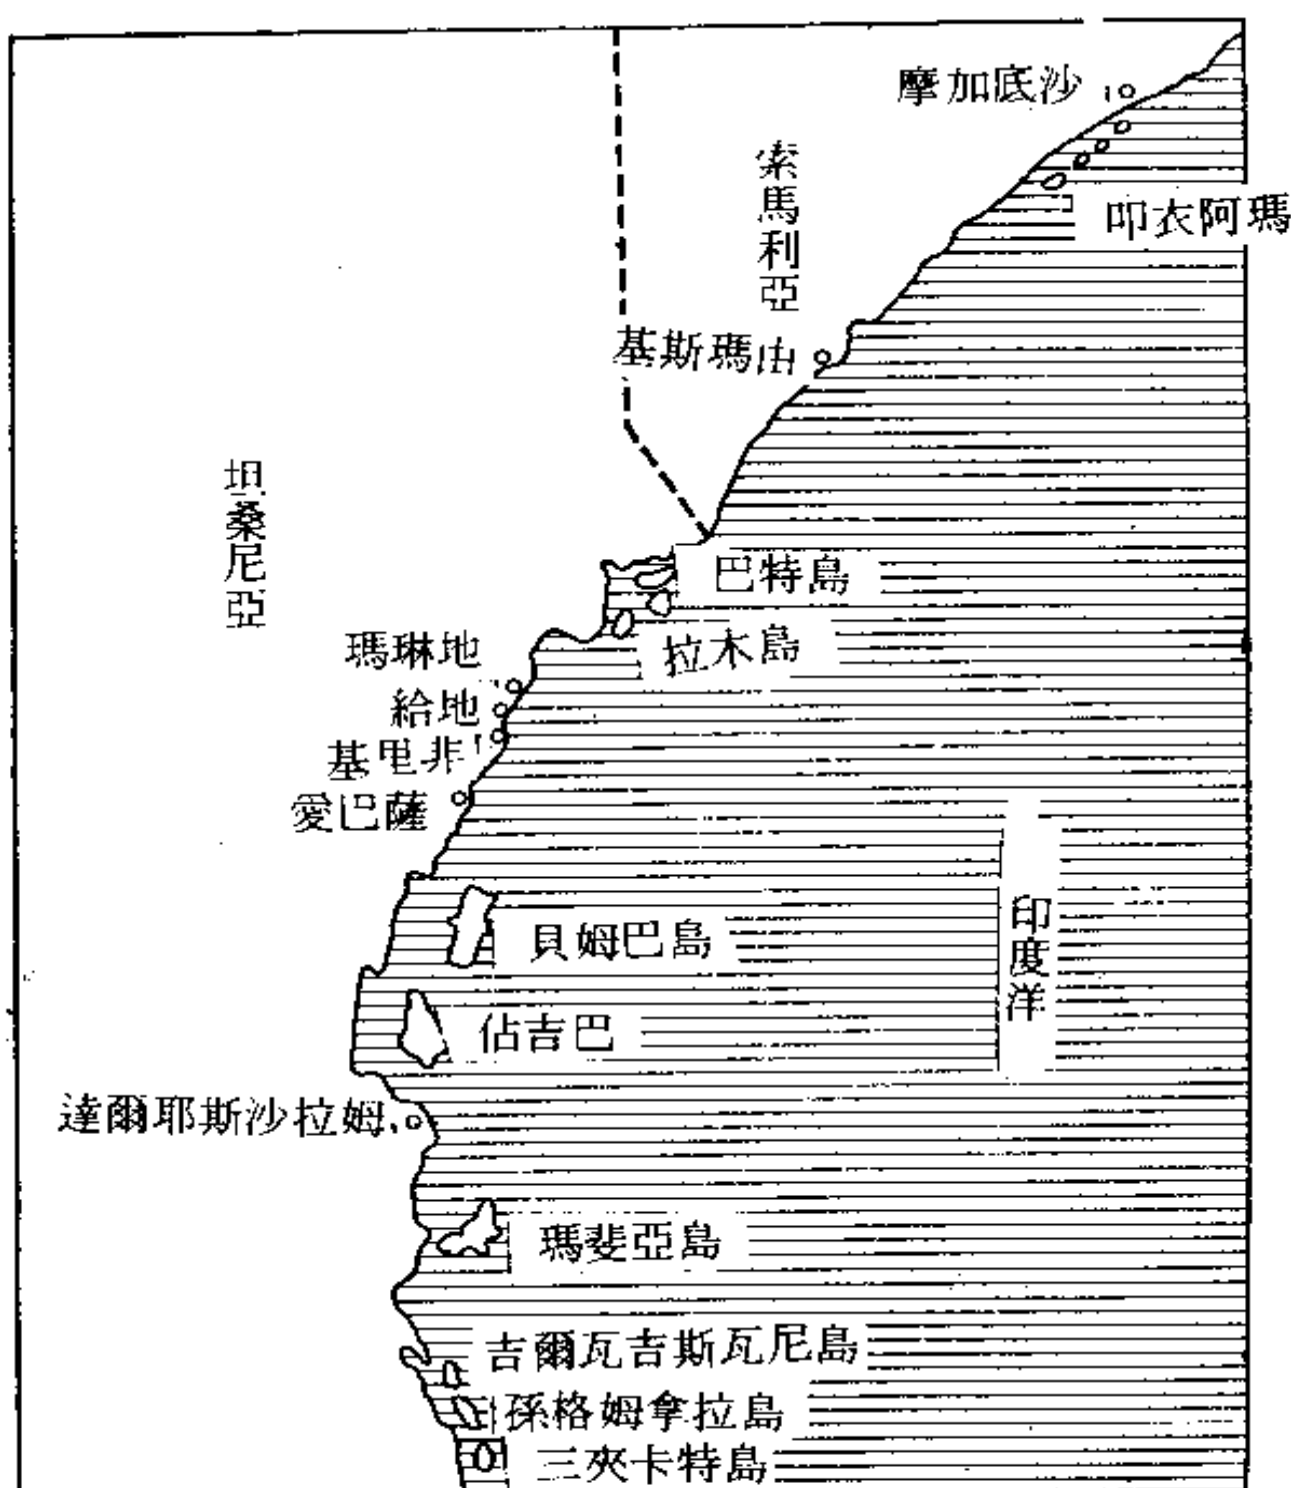 摩加底沙
索馬利亞
叩衣阿瑪
基斯瑪由
坦桑尼亞
巴特島
拉木島
瑪琳地
給地
基里非
愛巴薩
貝姆巴島
印度洋
佔吉巴
達爾耶斯沙拉姆
瑪斐亞島
吉爾瓦吉斯瓦尼島
孫格姆拿拉島
三夾卡特島